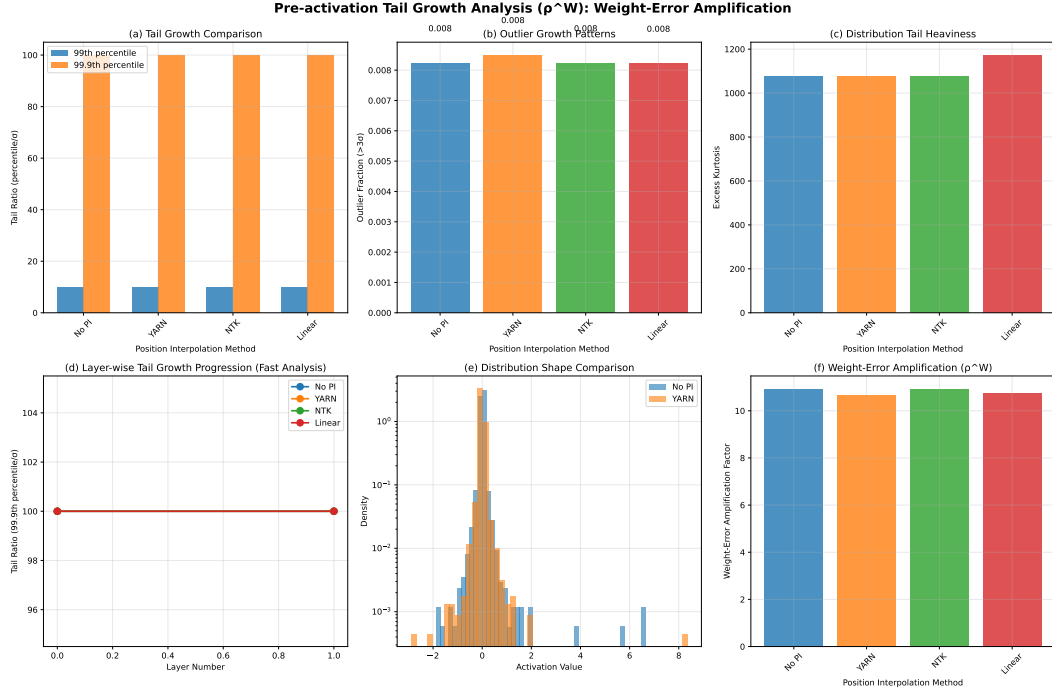 Pre-activation Tail Growth Analysis (ρ^W): Weight-Error Amplification
(a) Tail Growth Comparison
99th percentile
99.9th percentile
Tail Ratio (percentile/σ)
100
80
60
40
20
0
No PI
YARN
NTK
Linear
Position Interpolation Method
(b) Outlier Growth Patterns
0.008
0.008
0.008
0.008
Outlier Fraction (>3σ)
0.008
0.007
0.006
0.005
0.004
0.003
0.002
0.001
0.000
No PI
YARN
NTK
Linear
Position Interpolation Method
(c) Distribution Tail Heaviness
Excess Kurtosis
1200
1000
800
600
400
200
0
No PI
YARN
NTK
Linear
Position Interpolation Method
(d) Layer-wise Tail Growth Progression (Fast Analysis)
No PI
YARN
NTK
Linear
Tail Ratio (99.9th percentile/σ)
104
102
100
98
96
0.0
0.2
0.4
0.6
0.8
1.0
Layer Number
(e) Distribution Shape Comparison
No PI
YARN
Density
10⁰
10⁻¹
10⁻²
10⁻³
−2
0
2
4
6
8
Activation Value
(f) Weight-Error Amplification (ρ^W)
Weight-Error Amplification Factor
10
8
6
4
2
0
No PI
YARN
NTK
Linear
Position Interpolation Method